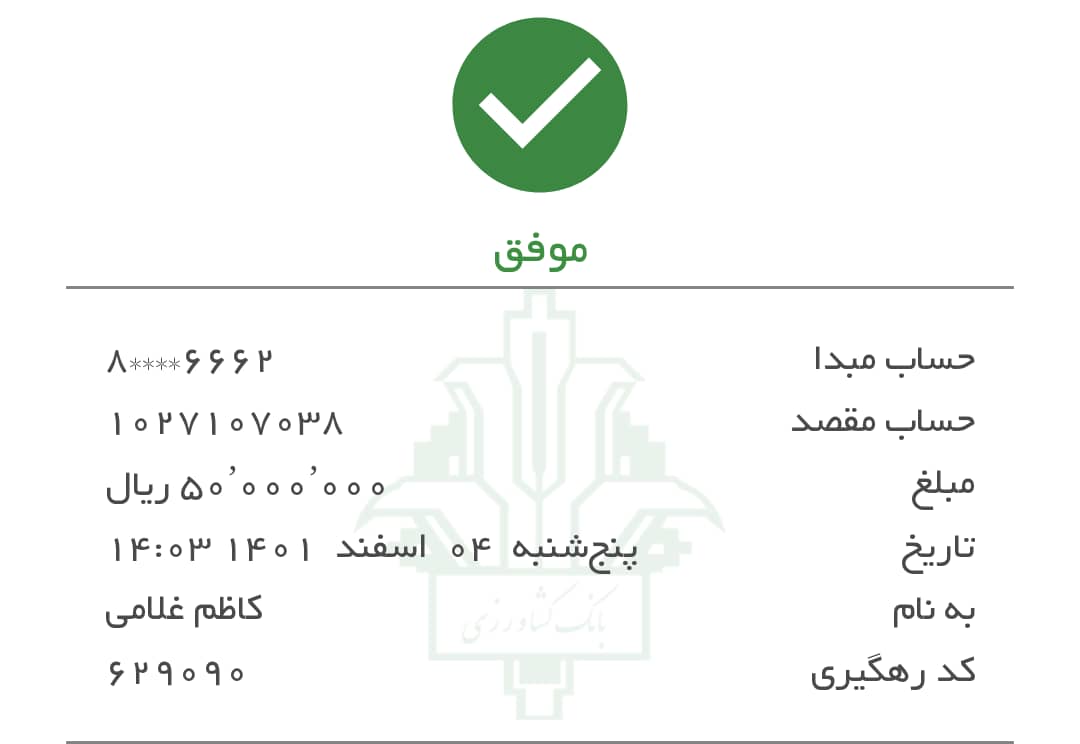 موفق
حساب مبدا ۸****۶۶۶۲
حساب مقصد ۱۰۲۷۱۰۷۰۳۸
مبلغ ۵۰٬۰۰۰٬۰۰۰ ریال
تاریخ پنج‌شنبه ۰۴ اسفند ۱۴۰۱ ۱۴:۰۳
به نام کاظم غلامی
کد رهگیری ۶۲۹۰۹۰
بانک کشاورزی